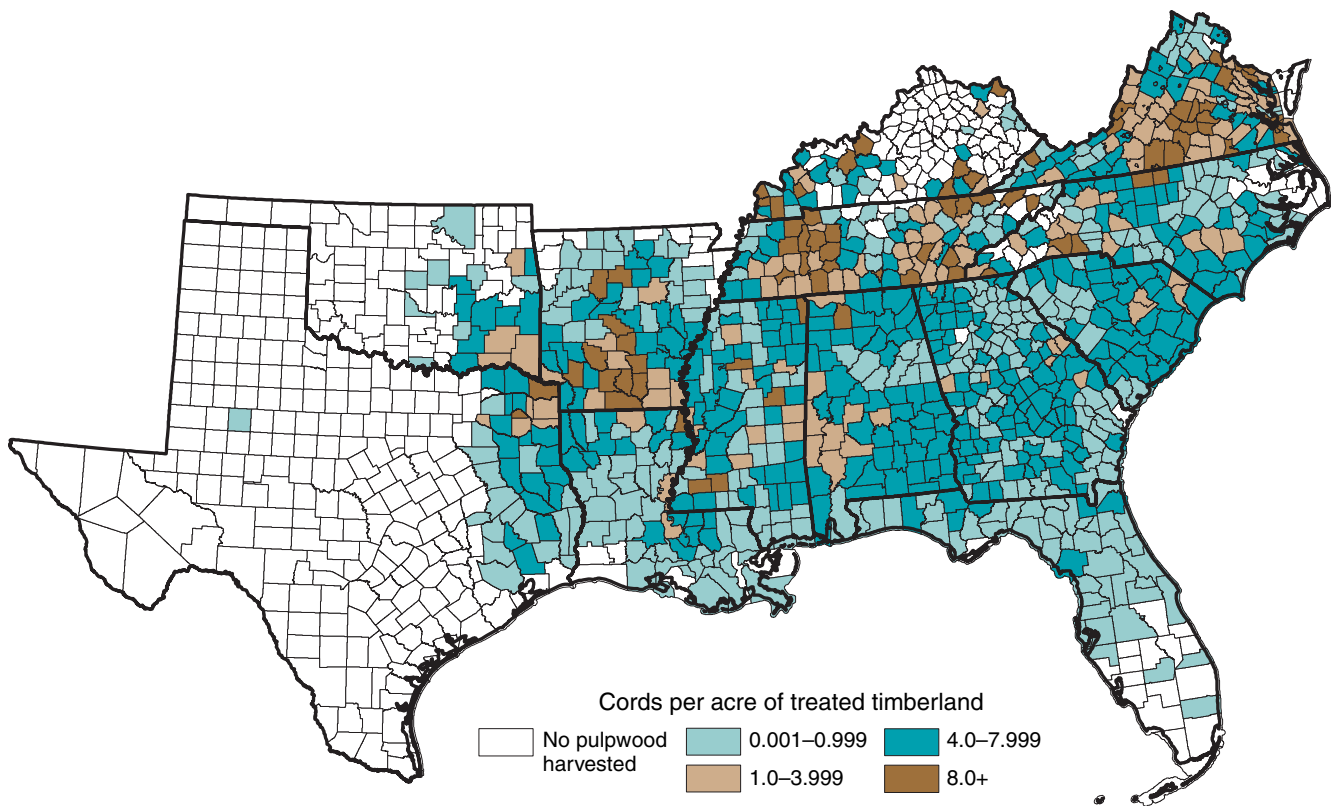 Cords per acre of treated timberland
No pulpwood
harvested
0.001–0.999
4.0–7.999
1.0–3.999
8.0+